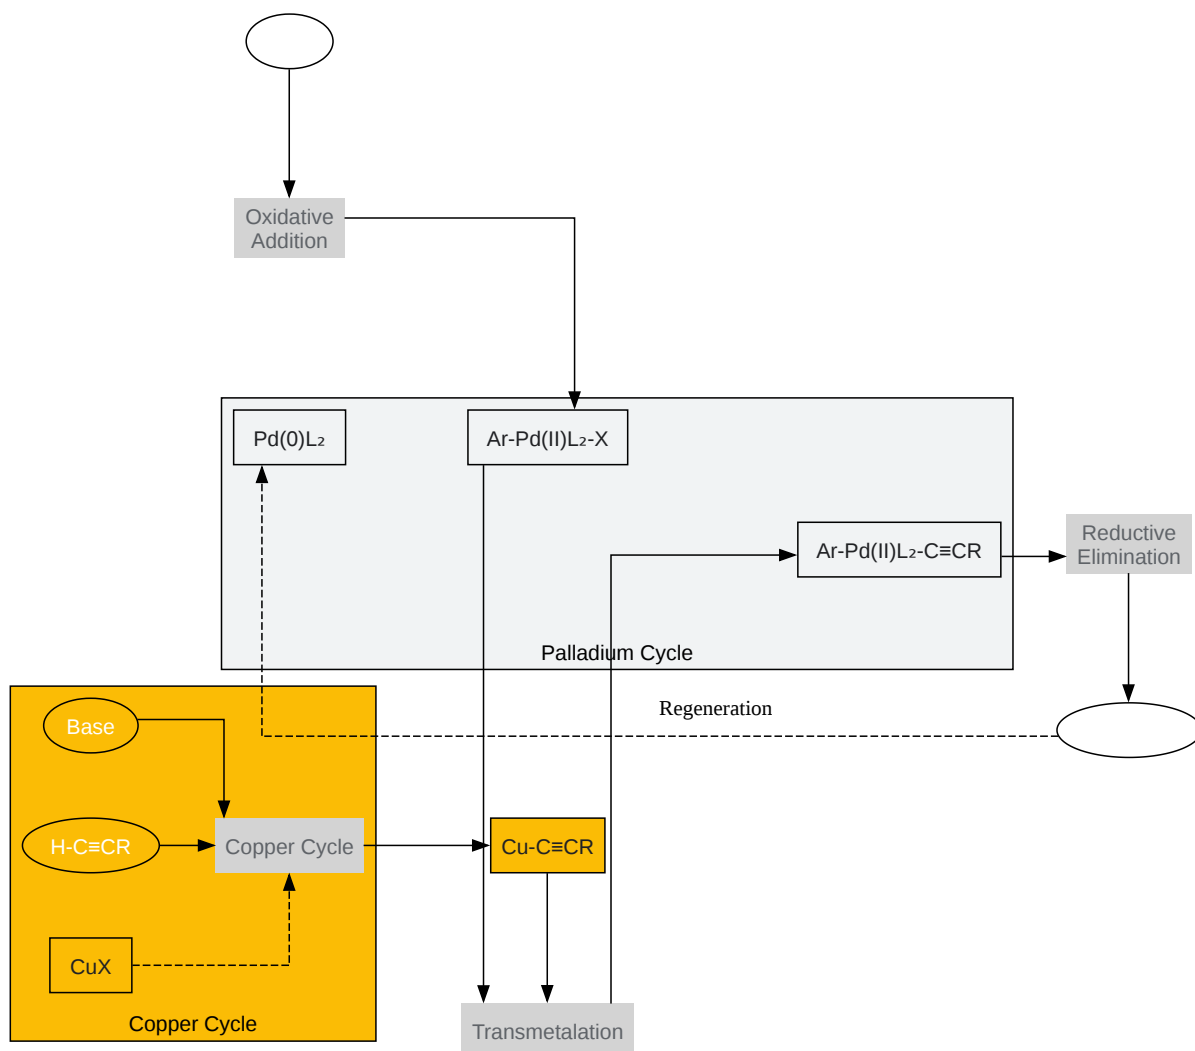 Oxidative
Addition
Pd(0)L₂
Ar-Pd(II)L₂-X
Ar-Pd(II)L₂-C≡CR
Reductive
Elimination
Palladium Cycle
Regeneration
Base
H-C≡CR
Copper Cycle
Cu-C≡CR
CuX
Copper Cycle
Transmetalation